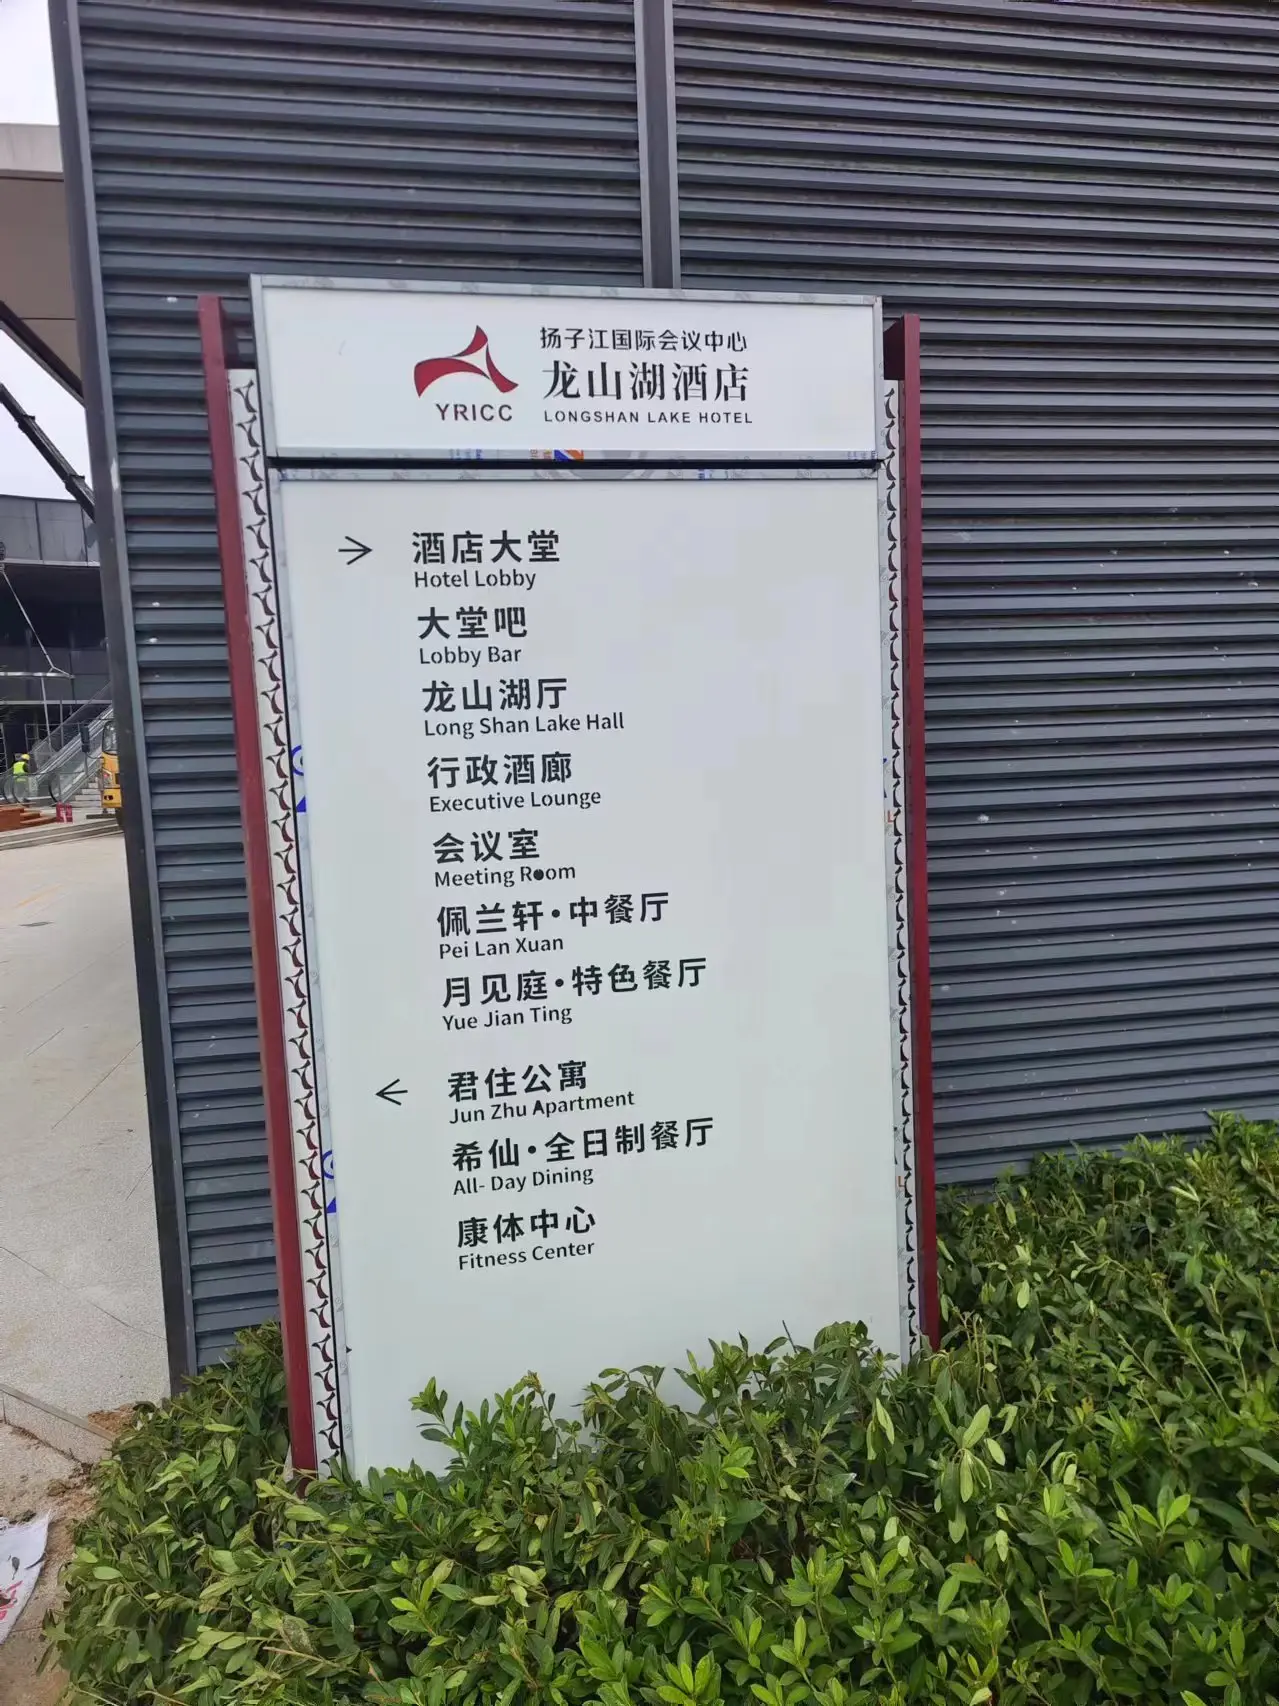 扬子江国际会议中心
龙山湖酒店
YRICC
LONGSHAN LAKE HOTEL
酒店大堂
Hotel Lobby
大堂吧
Lobby Bar
龙山湖厅
Long Shan Lake Hall
行政酒廊
Executive Lounge
会议室
Meeting Room
佩兰轩·中餐厅
Pei Lan Xuan
月见庭·特色餐厅
Yue Jian Ting
君住公寓
Jun Zhu Apartment
希仙·全日制餐厅
All- Day Dining
康体中心
Fitness Center